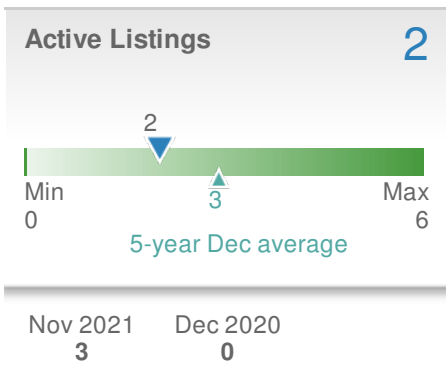 Active Listings 2
2
Min Max
0 3 6
5-year Dec average
Nov 2021 Dec 2020
3 0